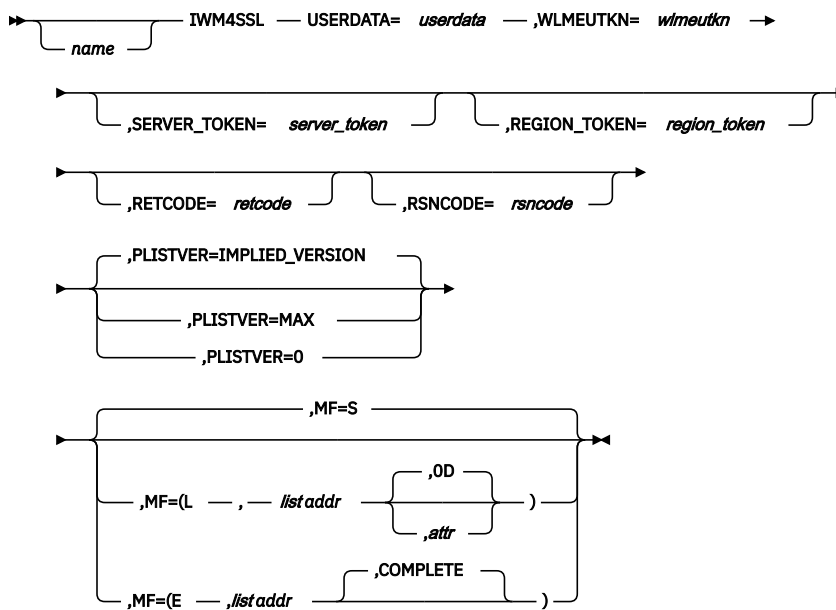 IWM4SSL USERDATA= userdata ,WLMEUTKN= wlmeutkn
name
,SERVER_TOKEN= server_token ,REGION_TOKEN= region_token
,RETCODE= retcode ,RSNCODE= rsncode
,PLISTVER=IMPLIED_VERSION
,PLISTVER=MAX
,PLISTVER=0
,MF=S
,0D
,MF=(L , list addr )
,attr
,COMPLETE
,MF=(E ,list addr )